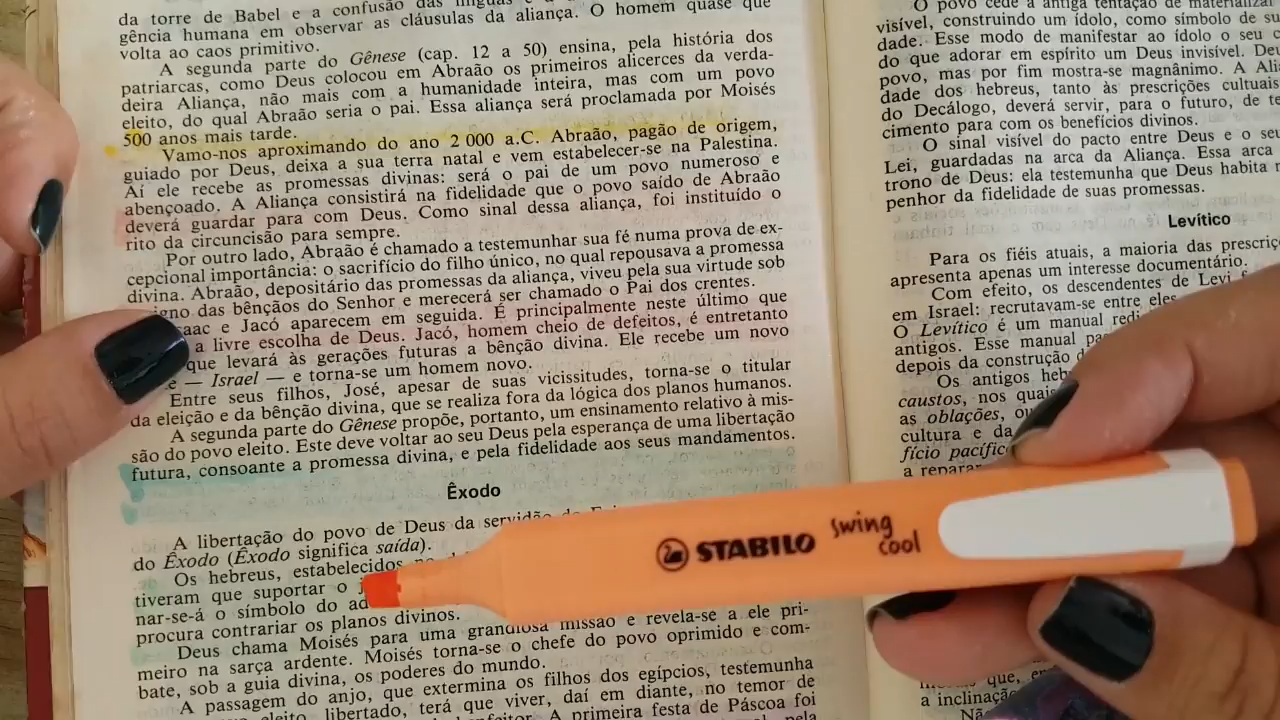 da torre de Babel e a confusão das línguas e a
gência humana em observar as cláusulas da aliança. O homem quase que
volta ao caos primitivo.
A segunda parte do Gênese (cap. 12 a 50) ensina, pela história dos
patriarcas, como Deus colocou em Abraão os primeiros alicerces da verda-
deira Aliança, não mais com a humanidade inteira, mas com um povo
eleito, do qual Abraão seria o pai. Essa aliança será proclamada por Moisés
500 anos mais tarde.
Vamo-nos aproximando do ano 2 000 a.C. Abraão, pagão de origem,
guiado por Deus, deixa a sua terra natal e vem estabelecer-se na Palestina.
Aí ele recebe as promessas divinas: será o pai de um povo numeroso e
abençoado. A Aliança consistirá na fidelidade que o povo saído de Abraão
deverá guardar para com Deus. Como sinal dessa aliança, foi instituído o
rito da circuncisão para sempre.
Por outro lado, Abraão é chamado a testemunhar sua fé numa prova de ex-
cepcional importância: o sacrifício do filho único, no qual repousava a promessa
divina. Abraão, depositário das promessas da aliança, viveu pela sua virtude sob
das bênçãos do Senhor e merecerá ser chamado o Pai dos crentes.
e Jacó aparecem em seguida. É principalmente neste último que
a livre escolha de Deus. Jacó, homem cheio de defeitos, é entretanto
que levará às gerações futuras a bênção divina. Ele recebe um novo
— Israel — e torna-se um homem novo.
Entre seus filhos, José, apesar de suas vicissitudes, torna-se o titular
da eleição e da bênção divina, que se realiza fora da lógica dos planos humanos.
A segunda parte do Gênese propõe, portanto, um ensinamento relativo à mis-
são do povo eleito. Este deve voltar ao seu Deus pela esperança de uma libertação
futura, consoante a promessa divina, e pela fidelidade aos seus mandamentos.
Êxodo
A libertação do povo de Deus da servidão
do Êxodo (Êxodo significa saída).
Os hebreus, estabelecidos
tiveram que suportar o
nar-se-á o símbolo do
procura contrariar os planos divinos.
Deus chama Moisés para uma grandiosa missão e revela-se a ele pri-
meiro na sarça ardente. Moisés torna-se o chefe do povo oprimido e com-
bate, sob a guia divina, os poderes do mundo.
A passagem do anjo, que extermina os filhos dos egípcios, testemunha
eleito, libertado, terá que viver, daí em diante, no temor de
A primeira festa de Páscoa foi
pela
O povo cede à antiga tentação de materializar
visível, construindo um ídolo, como símbolo de su
dade. Esse modo de manifestar ao ídolo o seu c
do que adorar em espírito um Deus invisível. Deu
povo, mas por fim mostra-se magnânimo. A Ali
dade dos hebreus, tanto às prescrições cultuais
do Decálogo, deverá servir, para o futuro, de te
cimento para com os benefícios divinos.
O sinal visível do pacto entre Deus e o seu
Lei, guardadas na arca da Aliança. Essa arca
trono de Deus: ela testemunha que Deus habita
penhor da fidelidade de suas promessas.
Levítico
Para os fiéis atuais, a maioria das prescriç
apresenta apenas um interesse documentário.
Com efeito, os descendentes de Levi
em Israel: recrutavam-se entre eles
O Levítico é um manual
antigos. Esse manual
depois da construção
Os antigos
caustos, nos quais
as oblações,
cultura e da
fício pacífic
a reparar
a inclinação
STABILO swing
cool